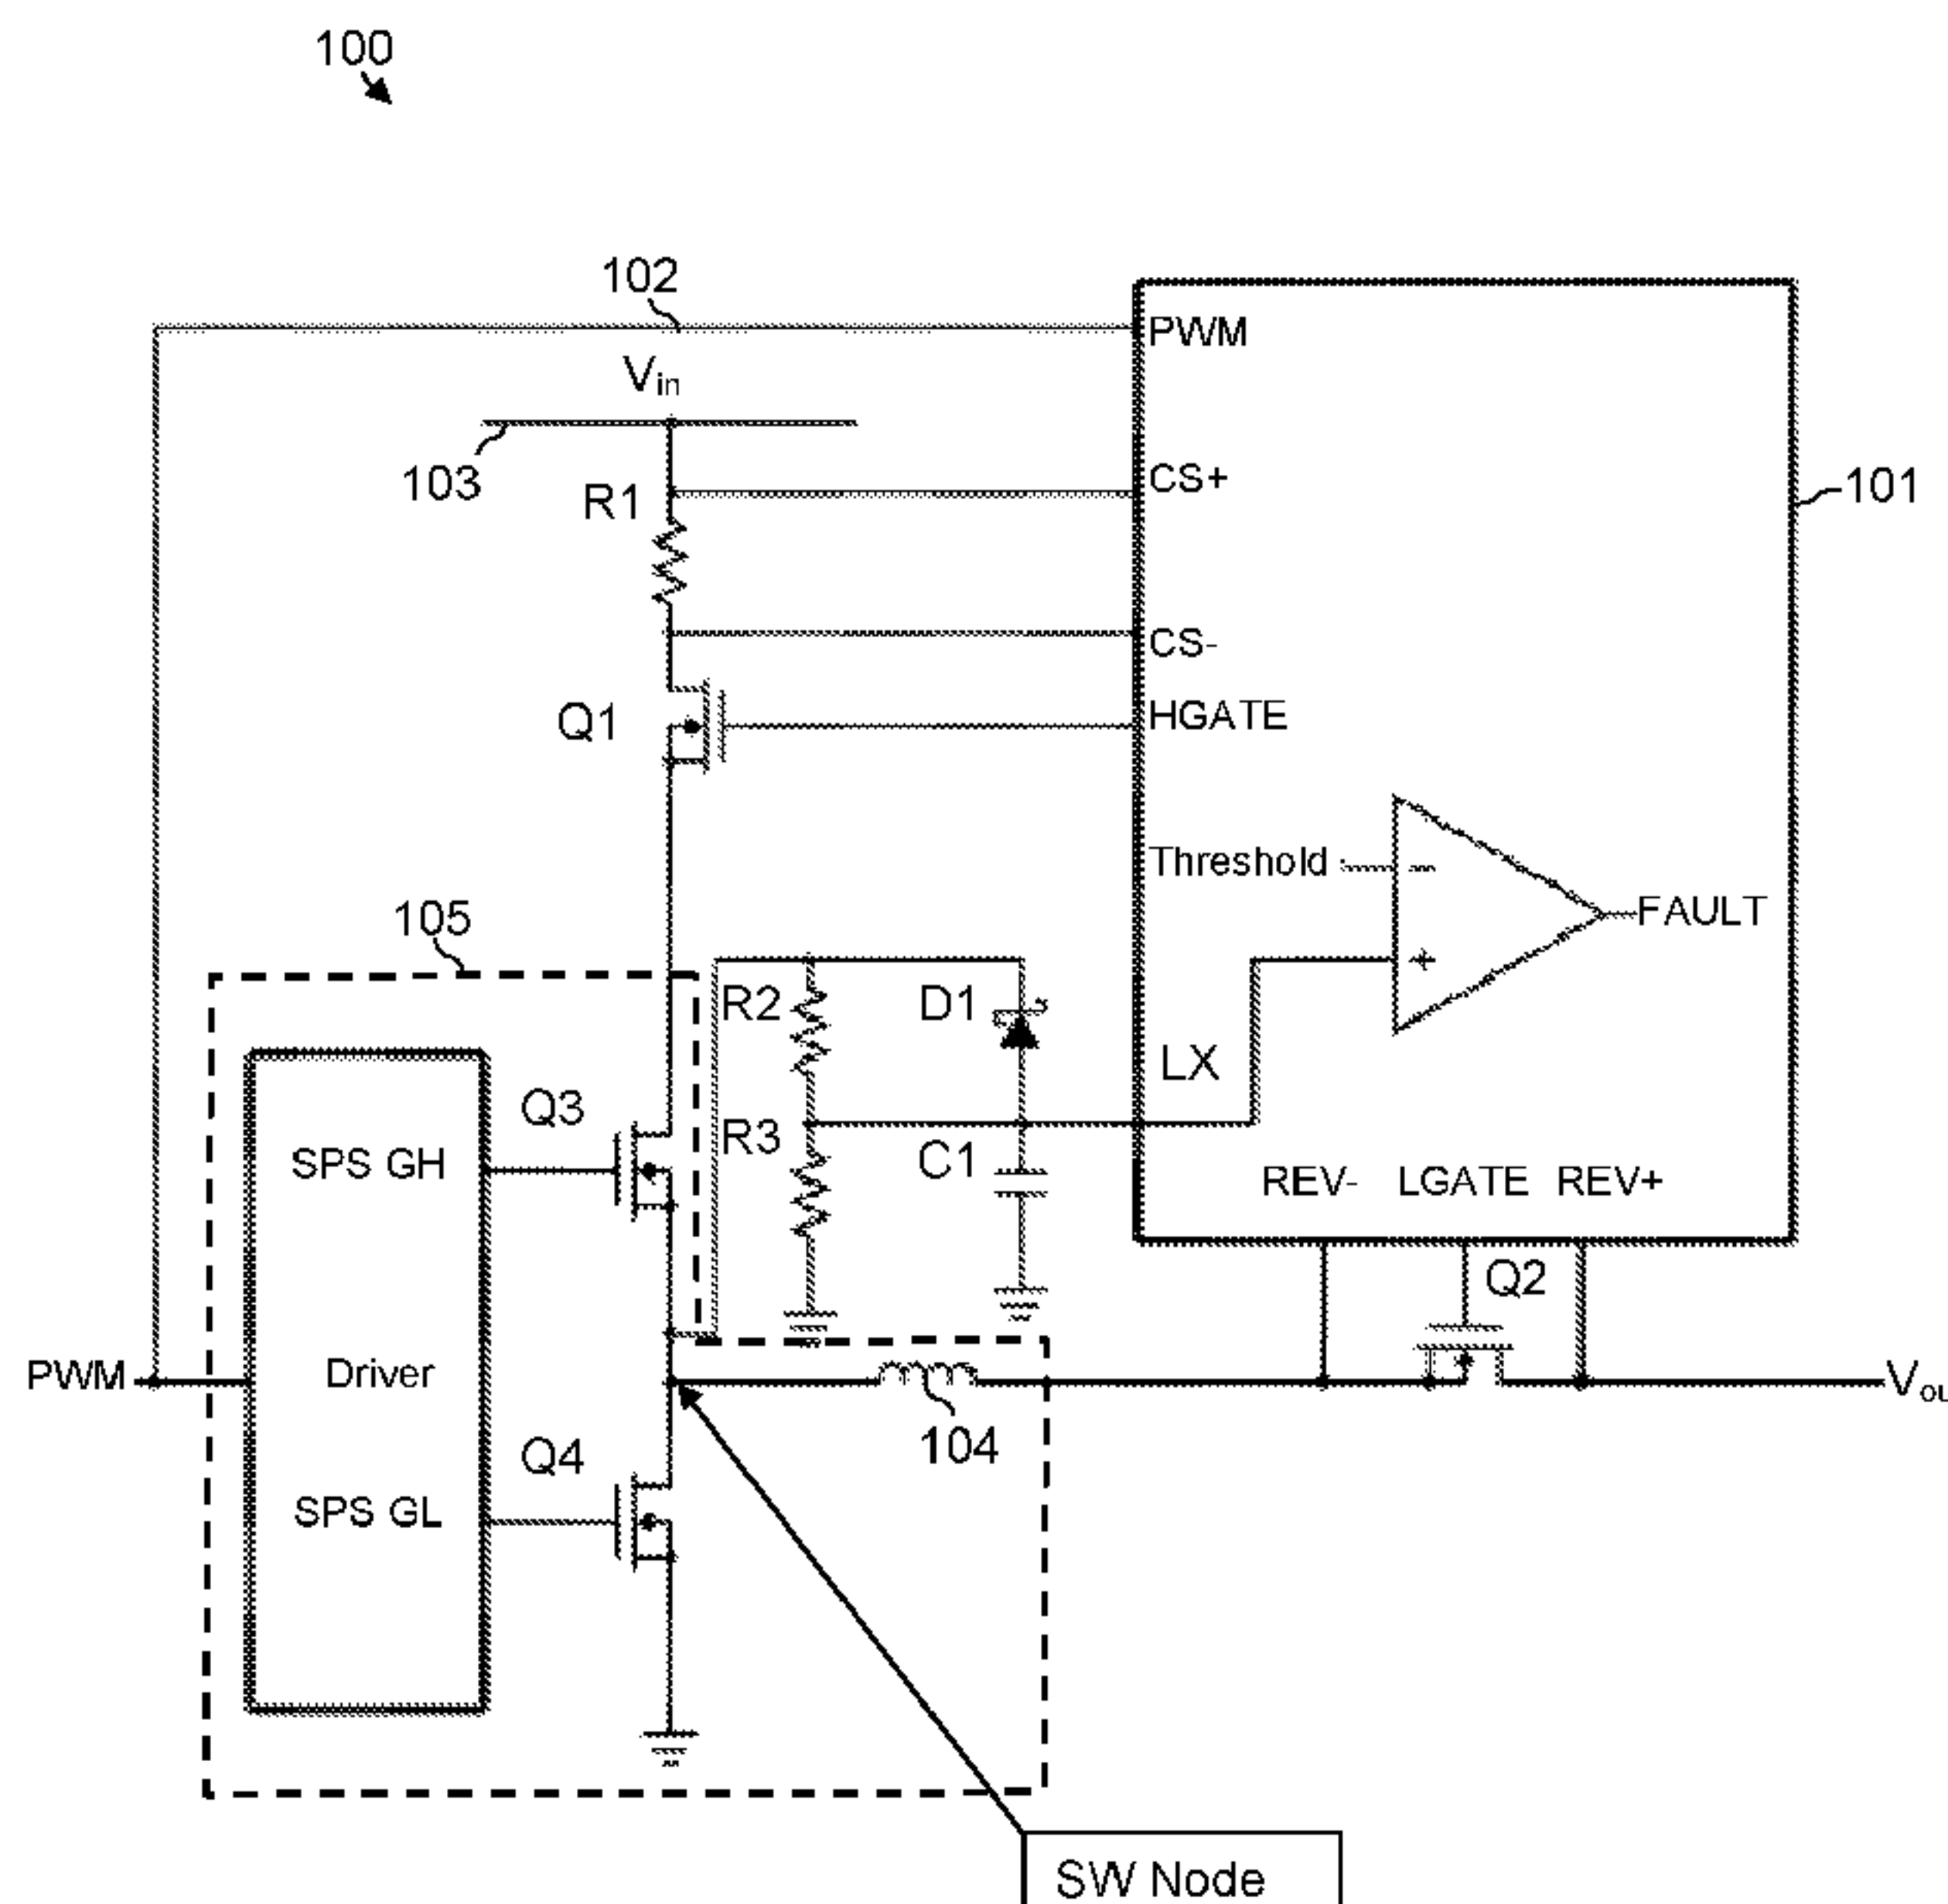 100
102
PWM
Vin
103
R1
CS+
101
CS-
Q1
HGATE
Threshold
-
FAULT
+
105
R2
D1
LX
Q3
R3
C1
SPS GH
REV-
LGATE
REV+
Q2
PWM
Driver
Vou
104
Q4
SPS GL
SW Node